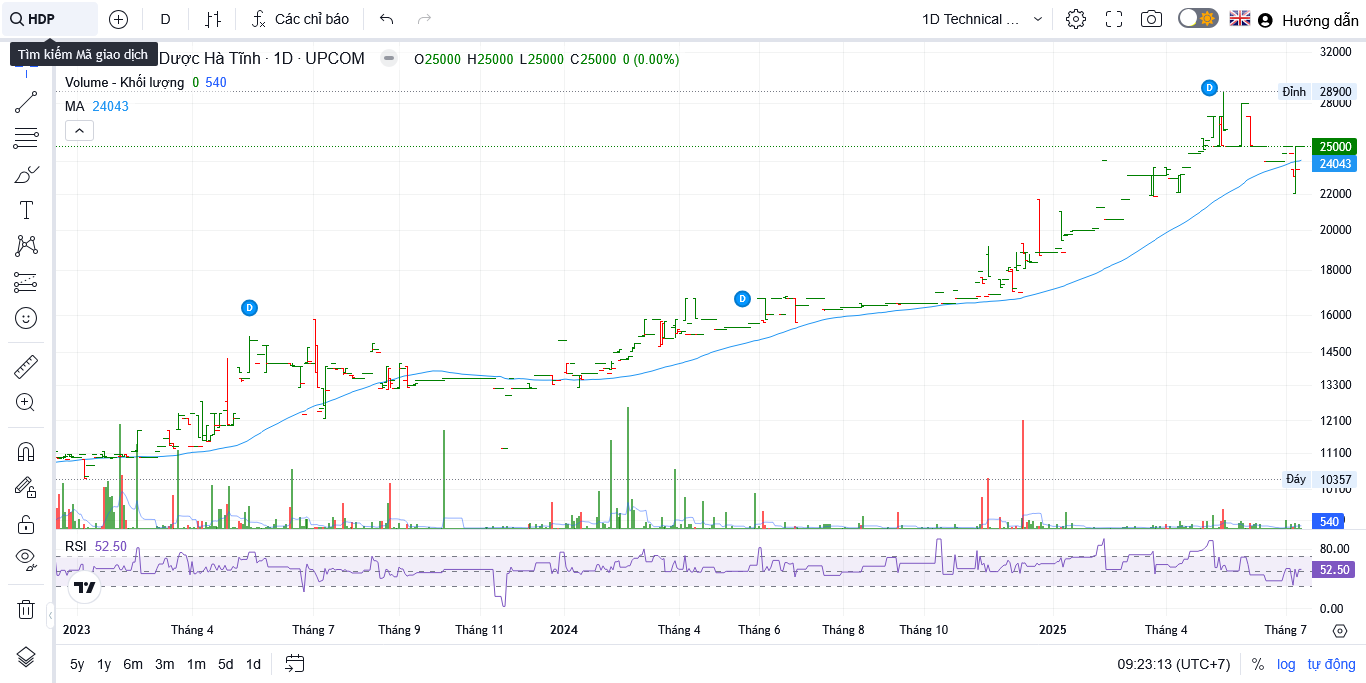 HDP
D
Các chỉ báo
1D Technical ...
Hướng dẫn
Tìm kiếm Mã giao dịch
Dược Hà Tĩnh · 1D · UPCOM
O25000 H25000 L25000 C25000 0 (0.00%)
Volume - Khối lượng 0 540
MA 24043
D
D
D
32000
Đỉnh 28900
28000
25000
24043
22000
20000
18000
16000
14500
13300
12100
11100
Đáy 10357
10100
540
RSI 52.50
80.00
52.50
0.00
2023 Tháng 4 Tháng 7 Tháng 9 Tháng 11 2024 Tháng 4 Tháng 6 Tháng 8 Tháng 10 2025 Tháng 4 Tháng 7
5y 1y 6m 3m 1m 5d 1d
09:23:13 (UTC+7) % log tự động